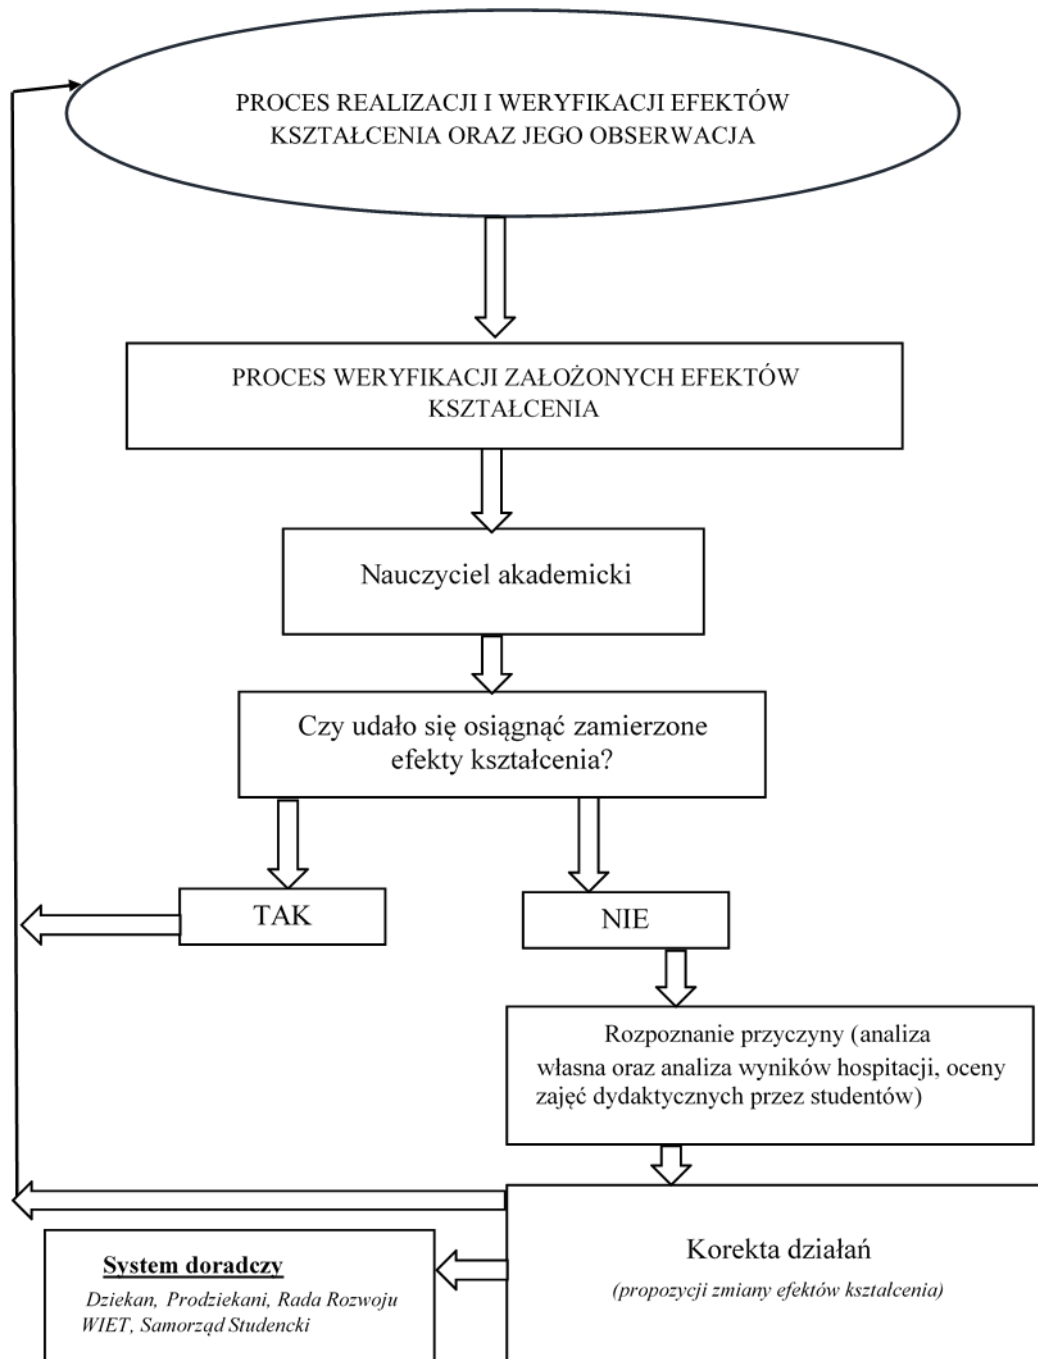 PROCES REALIZACJI I WERYFIKACJI EFEKTÓW
KSZTAŁCENIA ORAZ JEGO OBSERWACJA
PROCES WERYFIKACJI ZAŁOŻONYCH EFEKTÓW
KSZTAŁCENIA
Nauczyciel akademicki
Czy udało się osiągnąć zamierzone
efekty kształcenia?
TAK
NIE
Rozpoznanie przyczyny (analiza
własna oraz analiza wyników hospitacji, oceny
zajęć dydaktycznych przez studentów)
Korekta działań
(propozycji zmiany efektów kształcenia)
System doradczy
Dziekan, Prodziekani, Rada Rozwoju
WIET, Samorząd Studencki